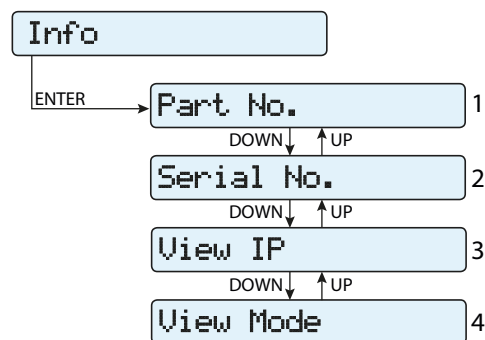 Info
ENTER
Part No. 1
DOWN UP
Serial No. 2
DOWN UP
View IP 3
DOWN UP
View Mode 4